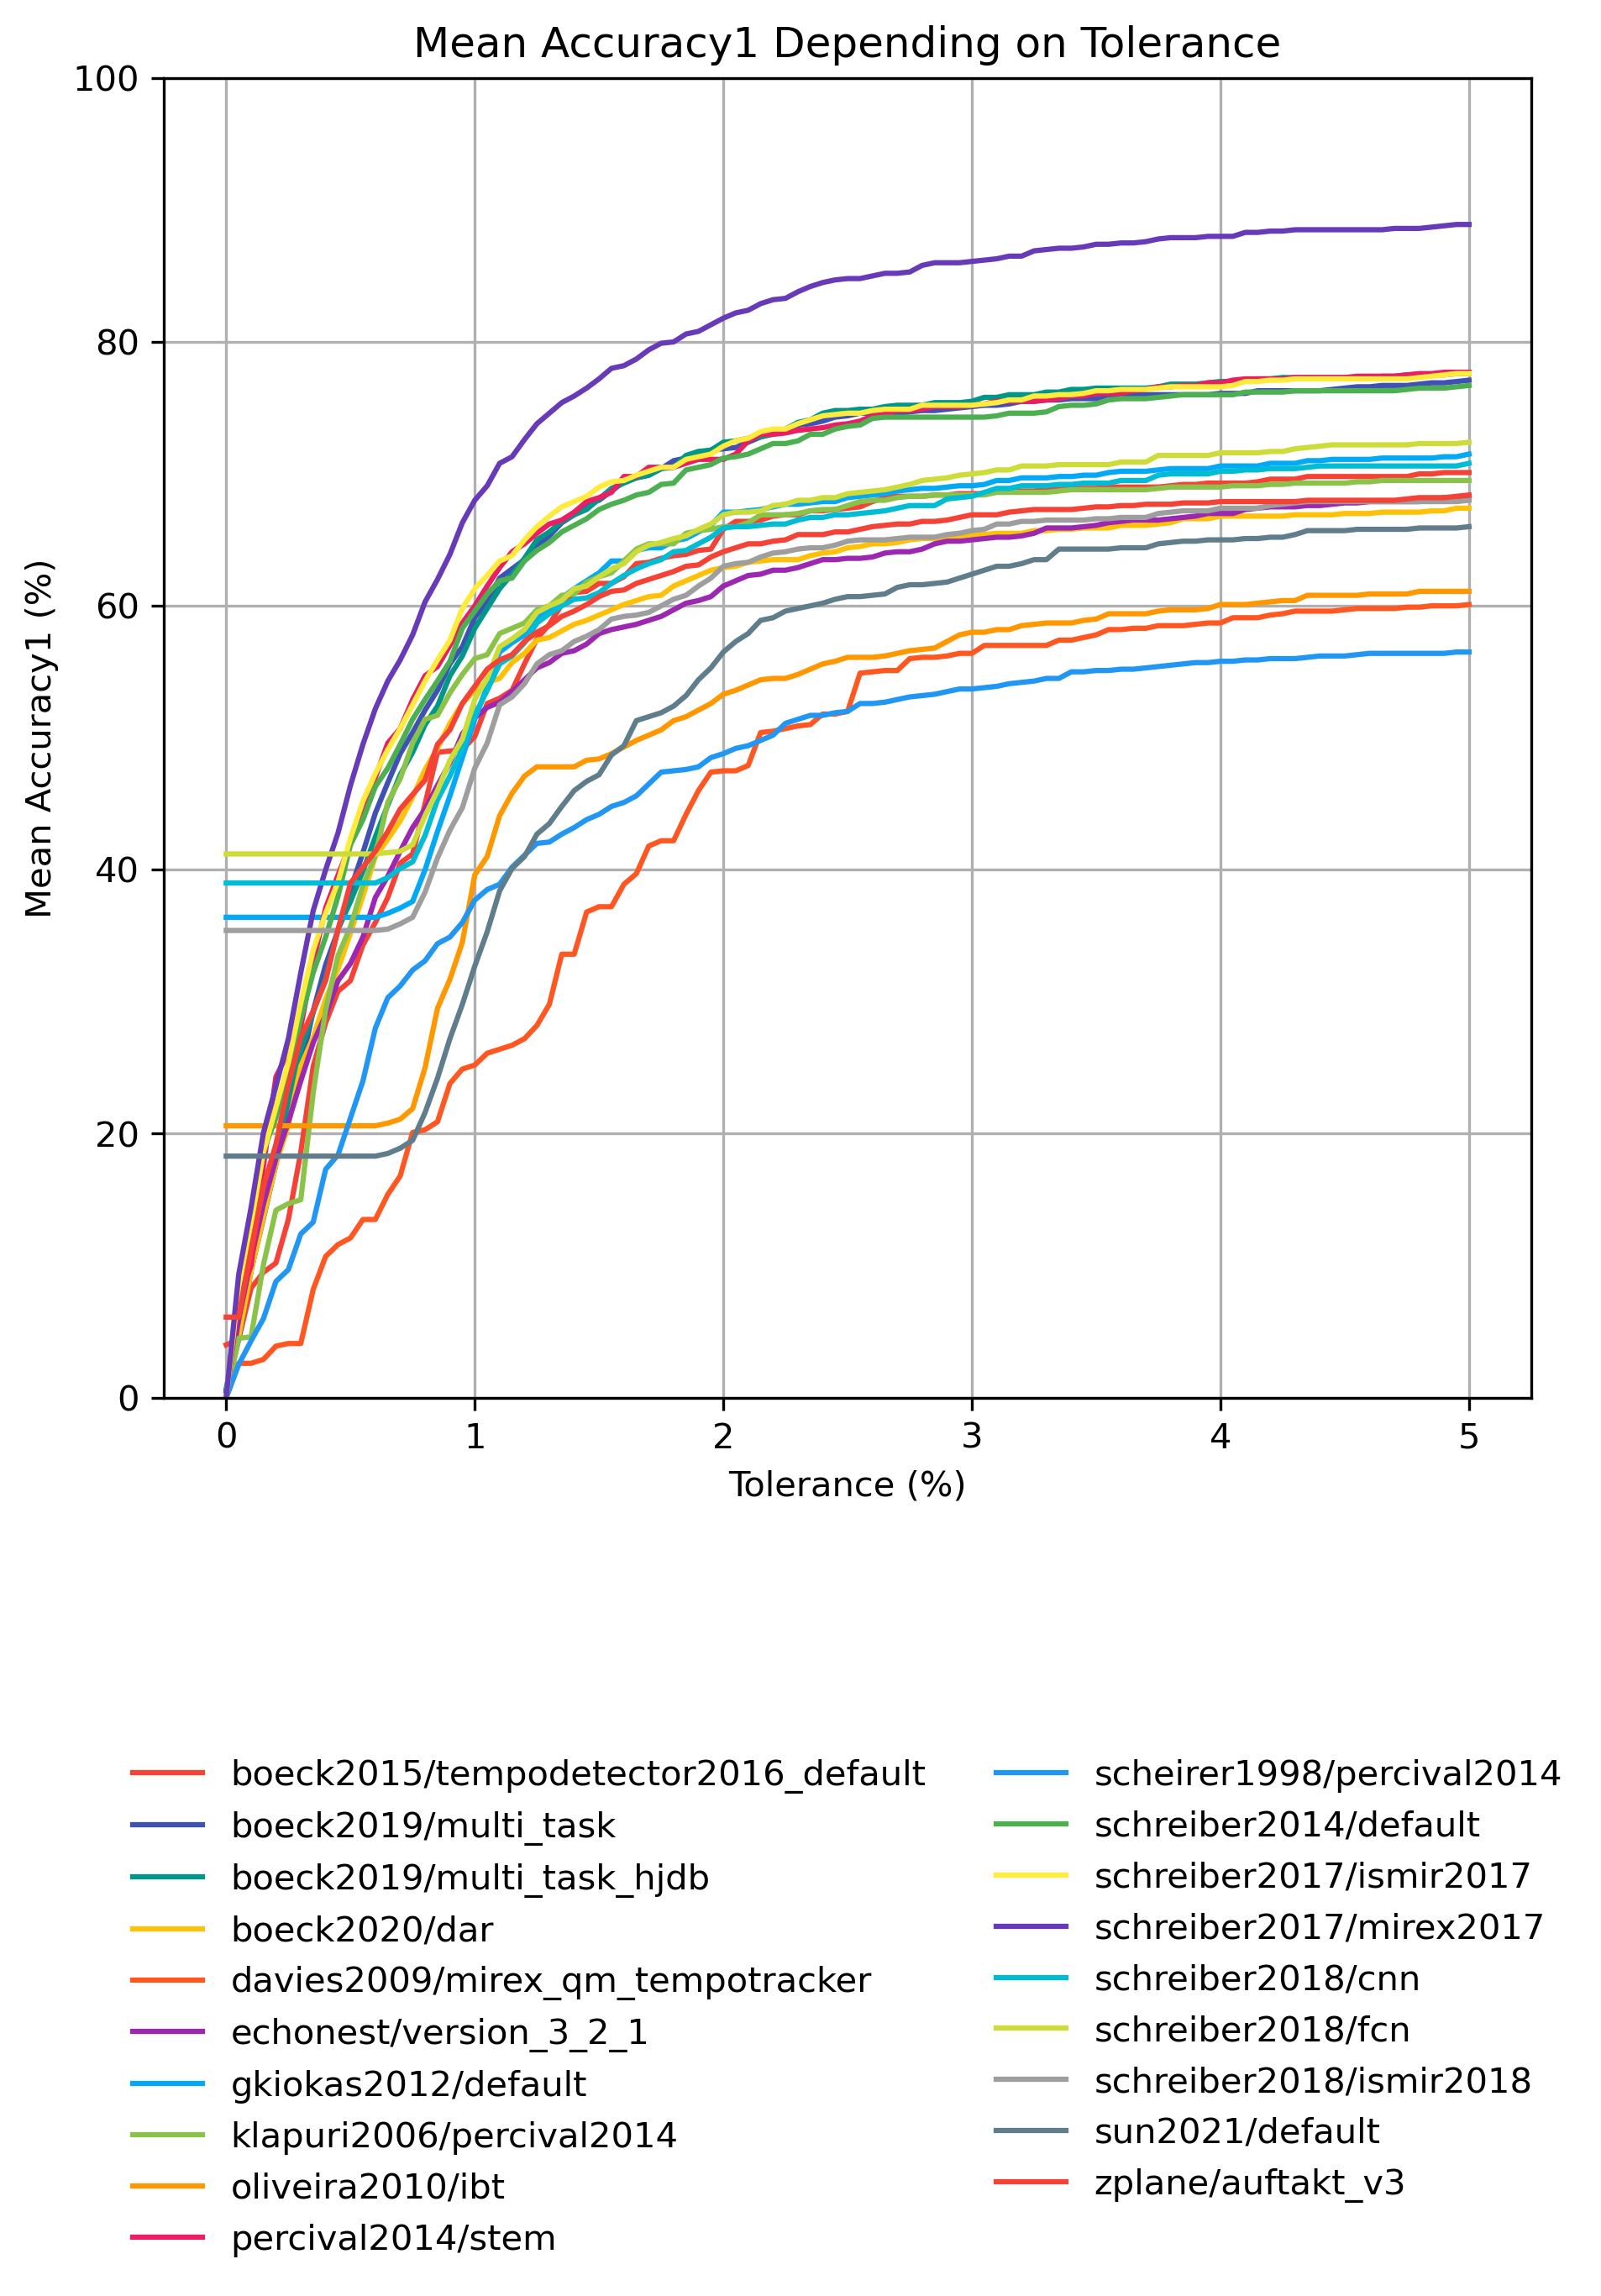 Mean Accuracy1 Depending on Tolerance
Mean Accuracy1 (%)
100
80
60
40
20
0
0 1 2 3 4 5
Tolerance (%)
boeck2015/tempodetector2016_default
boeck2019/multi_task
boeck2019/multi_task_hjdb
boeck2020/dar
davies2009/mirex_qm_tempotracker
echonest/version_3_2_1
gkiokas2012/default
klapuri2006/percival2014
oliveira2010/ibt
percival2014/stem
scheirer1998/percival2014
schreiber2014/default
schreiber2017/ismir2017
schreiber2017/mirex2017
schreiber2018/cnn
schreiber2018/fcn
schreiber2018/ismir2018
sun2021/default
zplane/auftakt_v3